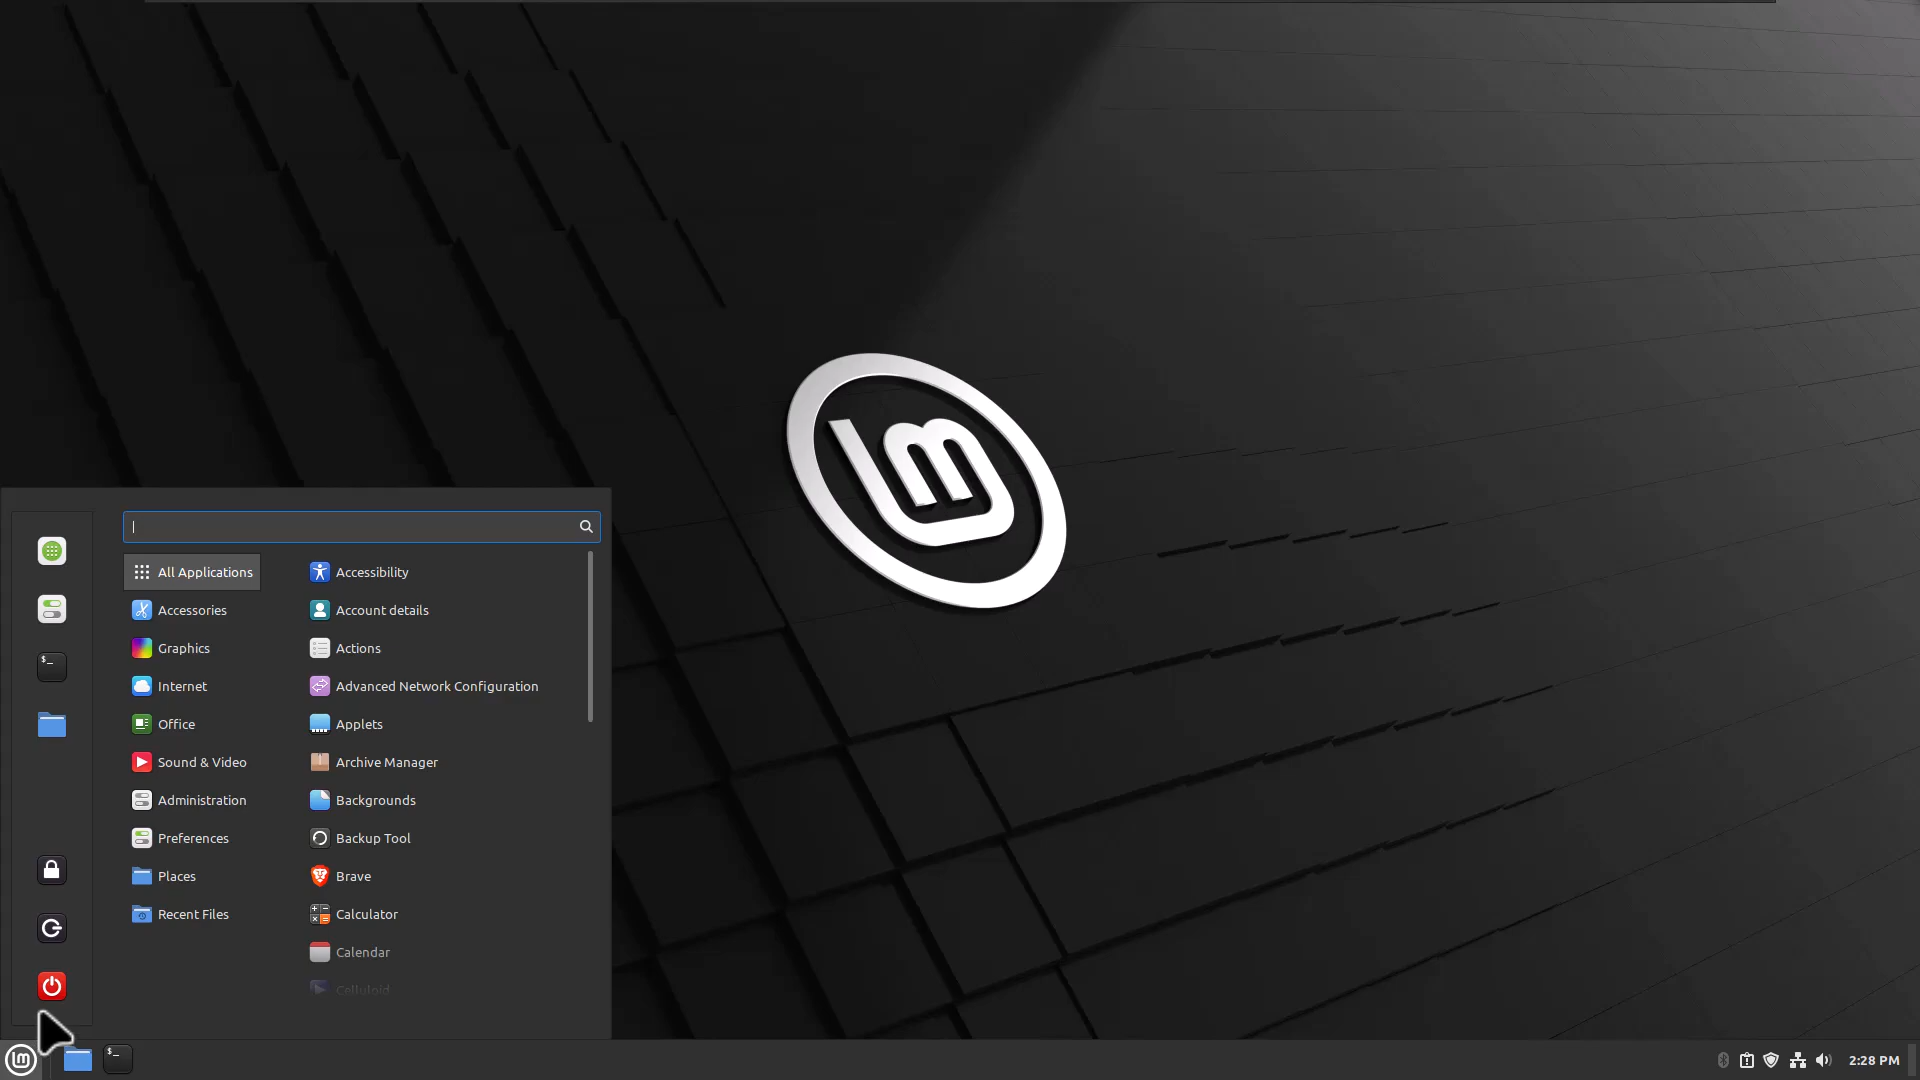 All Applications
Accessories
Graphics
Internet
Office
Sound & Video
Administration
Preferences
Places
Recent Files
Accessibility
Account details
Actions
Advanced Network Configuration
Applets
Archive Manager
Backgrounds
Backup Tool
Brave
Calculator
Calendar
Celluloid
2:28 PM